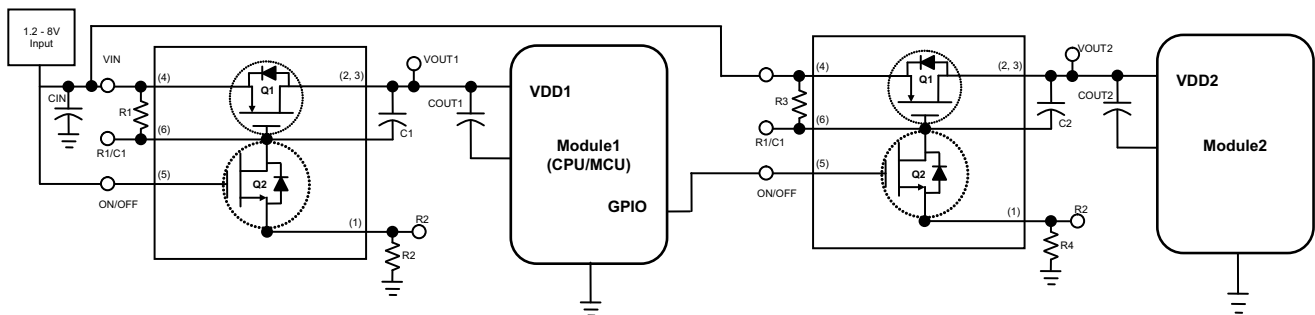 1.2 - 8V
Input
VIN
CIN
R1
R1/C1
ON/OFF
(4)
(6)
(5)
Q1
Q2
(2, 3)
(1)
C1
R2
R2
VOUT1
COUT1
VDD1
Module1
(CPU/MCU)
GPIO
R3
R1/C1
ON/OFF
(4)
(6)
(5)
Q1
Q2
(2, 3)
(1)
C2
R2
R4
VOUT2
COUT2
VDD2
Module2